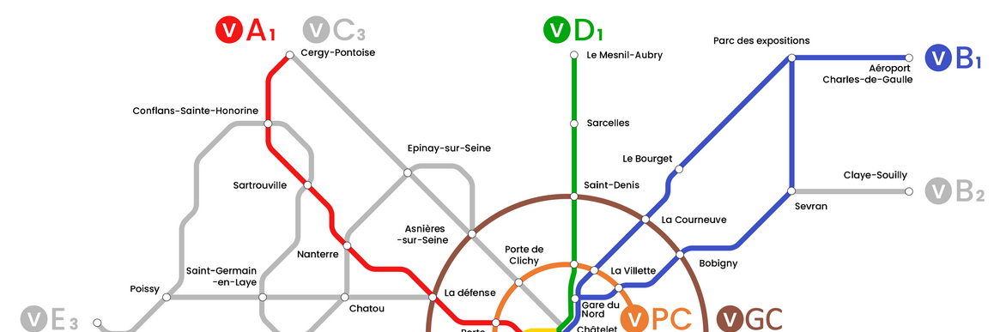 V A1
V C3
V D1
Parc des expositions
Cergy-Pontoise
Le Mesnil-Aubry
V B1
Aéroport
Charles-de-Gaulle
Conflans-Sainte-Honorine
Sarcelles
Epinay-sur-Seine
Le Bourget
Claye-Souilly
Sartrouville
Saint-Denis
V B2
Sevran
La Courneuve
Asnières
-sur-Seine
Nanterre
Porte de
Clichy
Bobigny
Saint-Germain
-en-Laye
La Villette
Poissy
La défense
Chatou
Gare du
Nord
V E3
V PC
V GC
Châtelet
Porte